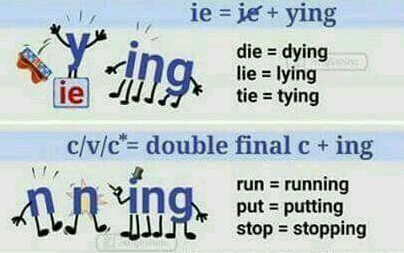 ie = ie + ying
y
ie
ing
die = dying
lie = lying
tie = tying
c/v/c*= double final c + ing
n n ing
run = running
put = putting
stop = stopping